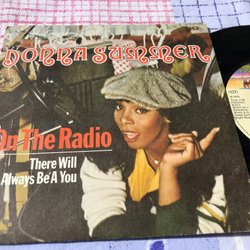 DONNA SUMMER
On The Radio
There Will
Always Be A You